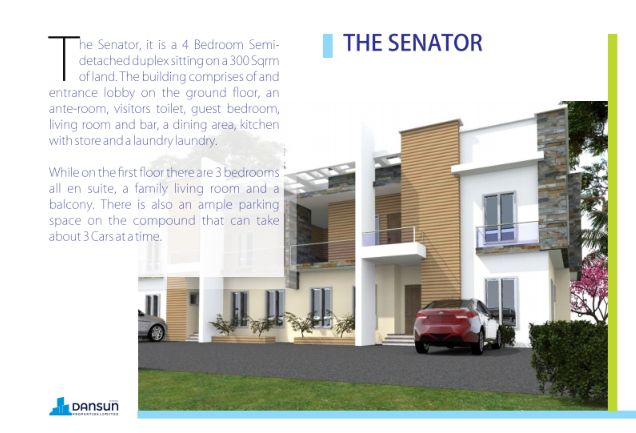 THE SENATOR
The Senator, it is a 4 Bedroom Semi-
detached duplex sitting on a 300 Sqrm
of land. The building comprises of and
entrance lobby on the ground floor, an
ante-room, visitors toilet, guest bedroom,
living room and bar, a dining area, kitchen
with store and a laundry laundry.
While on the first floor there are 3 bedrooms
all en suite, a family living room and a
balcony. There is also an ample parking
space on the compound that can take
about 3 Cars at a time.
DANSUN
PROPERTIES LIMITED